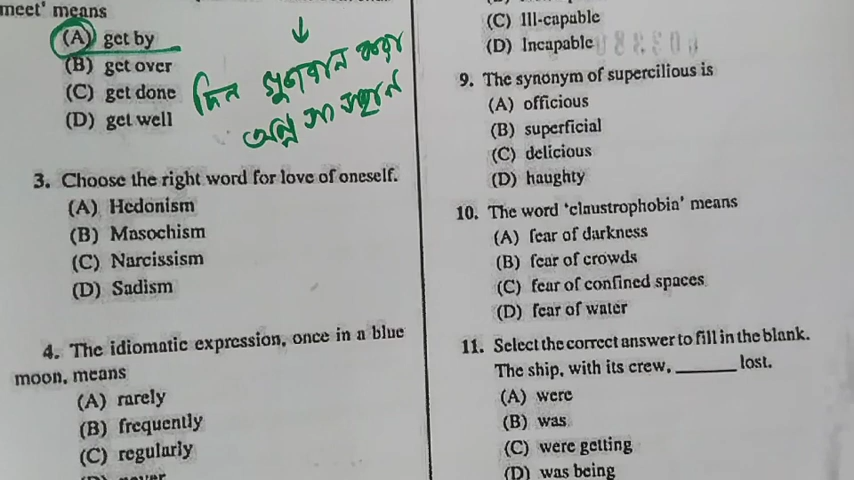 meet' means
(A) get by
(B) get over
(C) get done
(D) get well
দিন গুজরান করা
অন্ন সংস্থান
3. Choose the right word for love of oneself.
(A) Hedonism
(B) Masochism
(C) Narcissism
(D) Sadism
4. The idiomatic expression, once in a blue
moon, means
(A) rarely
(B) frequently
(C) regularly
(C) Ill-capable
(D) Incapable
9. The synonym of supercilious is
(A) officious
(B) superficial
(C) delicious
(D) haughty
10. The word ‘claustrophobia’ means
(A) fear of darkness
(B) fear of crowds
(C) fear of confined spaces
(D) fear of water
11. Select the correct answer to fill in the blank.
The ship, with its crew, ______ lost.
(A) were
(B) was
(C) were getting
(D) was being